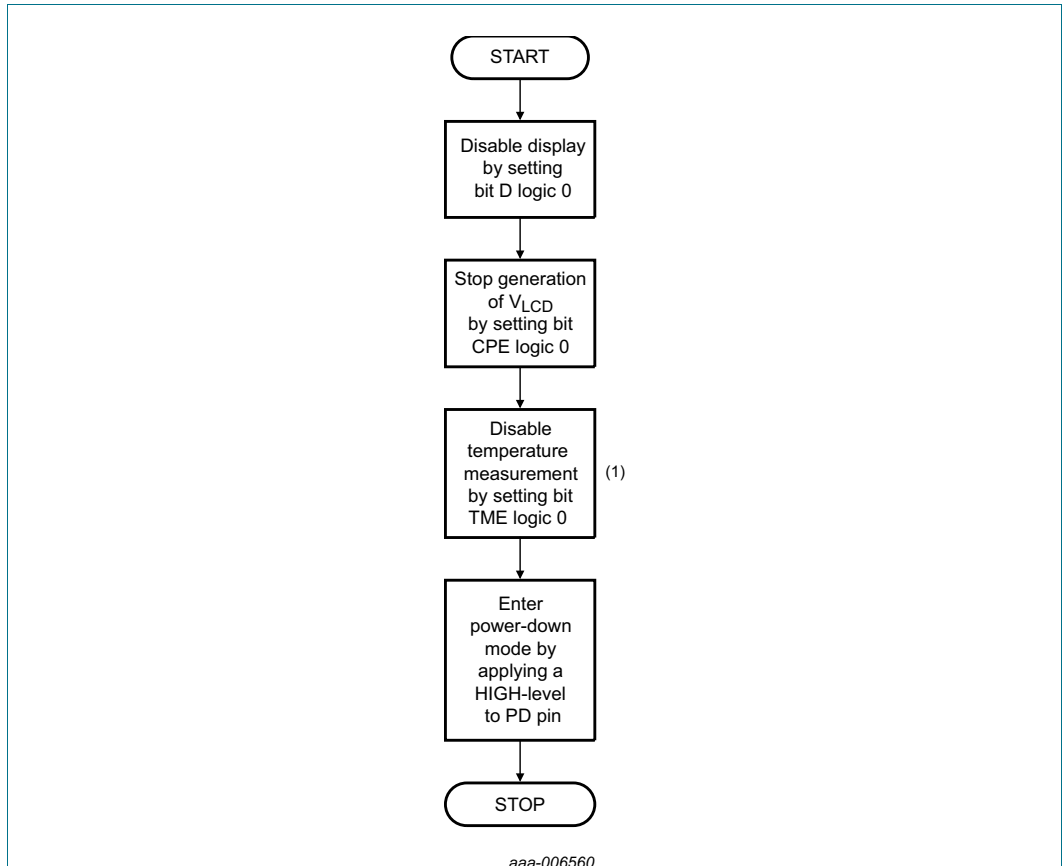 START
Disable display
by setting
bit D logic 0
Stop generation
of VLCD
by setting bit
CPE logic 0
Disable
temperature
measurement
by setting bit
TME logic 0
(1)
Enter
power-down
mode by
applying a
HIGH-level
to PD pin
STOP
aaa-006560